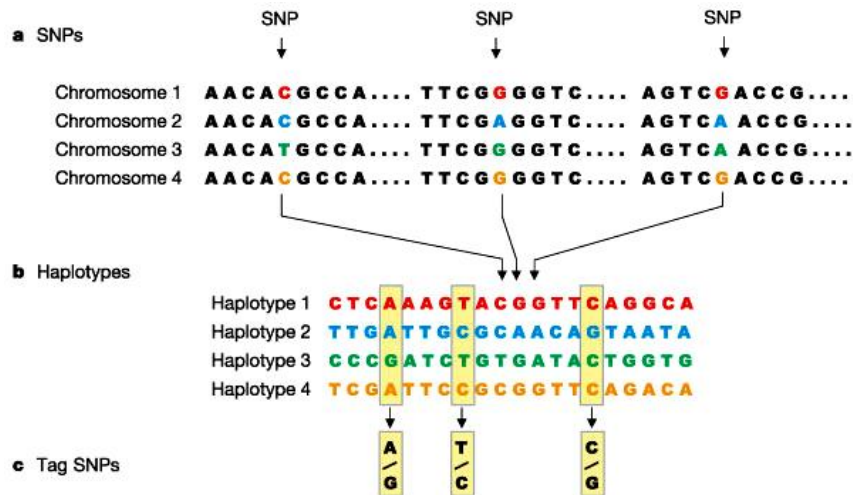 SNP SNP SNP
a SNPs
Chromosome 1 AACACGCCA.... TTCGGGGTC.... AGTCGACCG....
Chromosome 2 AACACGCCA.... TTCGAGGTC.... AGTCAACCG....
Chromosome 3 AACATGCCA.... TTCGGGGTC.... AGTCAACCG....
Chromosome 4 AACACGCCA.... TTCGGGGTC.... AGTCGACCG....
b Haplotypes
Haplotype 1 CTCAAAGTACGGTTCAGGCA
Haplotype 2 TTGATTGCGCAACAGTAATA
Haplotype 3 CCCGATCTGTGATACTGGTG
Haplotype 4 TCGATTCCGCGGTTCAGACA
c Tag SNPs A/G T/C C/G